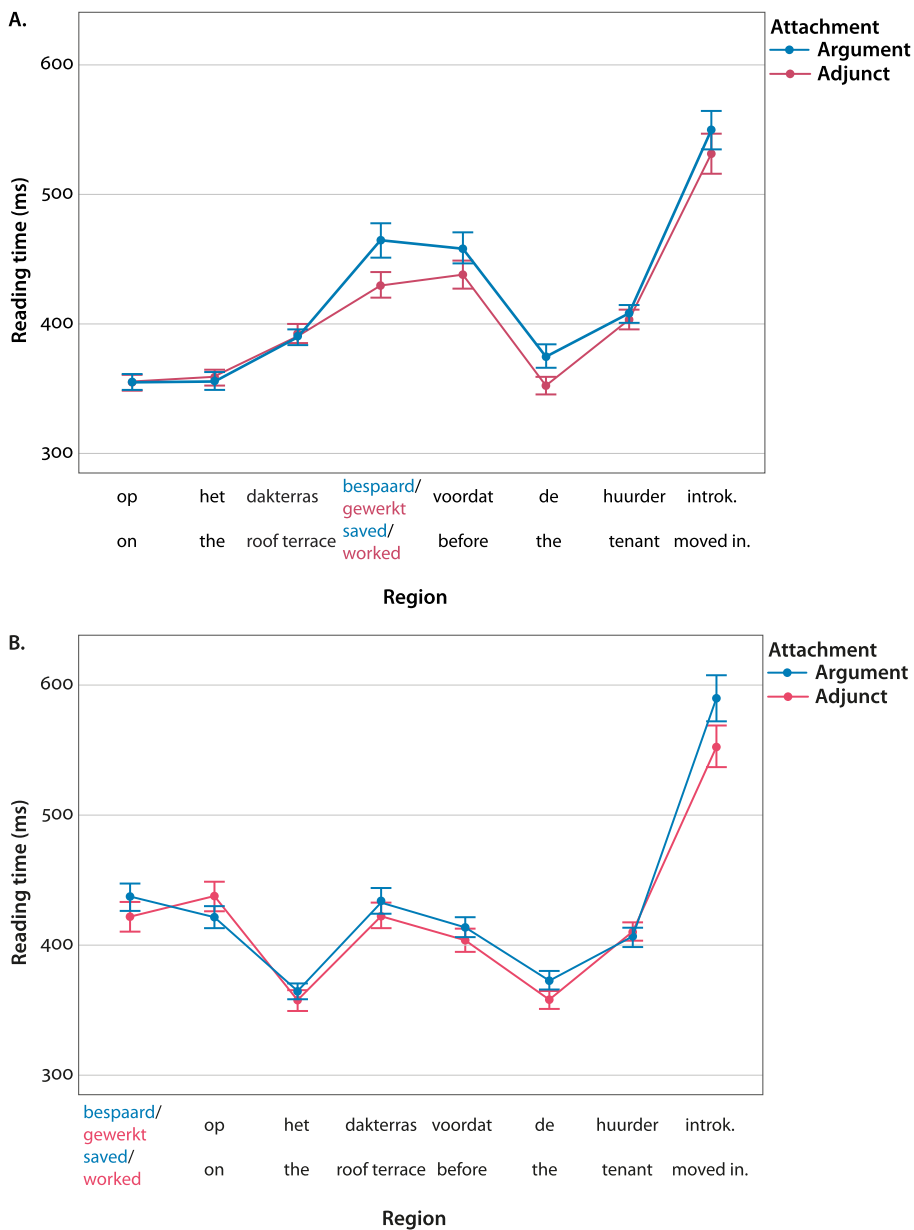 A.
Attachment
Argument
Adjunct
600
500
400
300
Reading time (ms)
op het dakterras bespaard/ voordat de huurder introk.
gewerkt
on the roof terrace saved/ before the tenant moved in.
worked
Region
B.
Attachment
Argument
Adjunct
600
500
400
300
Reading time (ms)
bespaard/ op het dakterras voordat de huurder introk.
gewerkt
saved/ on the roof terrace before the tenant moved in.
worked
Region